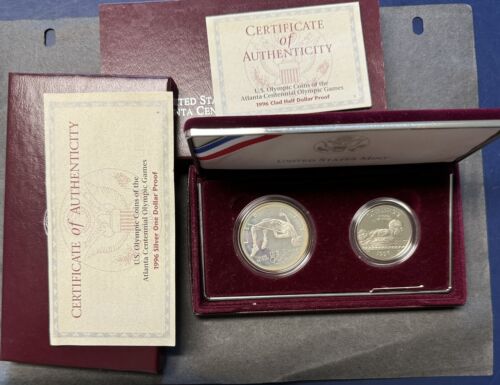 CERTIFICATE
of
AUTHENTICITY
U.S. Olympic Coins of the
Atlanta Centennial Olympic Games
1996 Clad Half Dollar Proof
UNITED STATES MINT
CERTIFICATE of AUTHENTICITY
U.S. Olympic Coins of the
Atlanta Centennial Olympic Games
1996 Silver One Dollar Proof